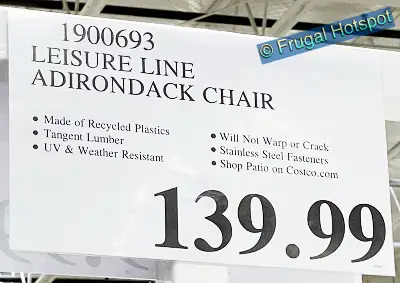 © Frugal Hotspot
1900693
LEISURE LINE
ADIRONDACK CHAIR
• Made of Recycled Plastics
• Tangent Lumber
• UV & Weather Resistant
• Will Not Warp or Crack
• Stainless Steel Fasteners
• Shop Patio on Costco.com
139.99